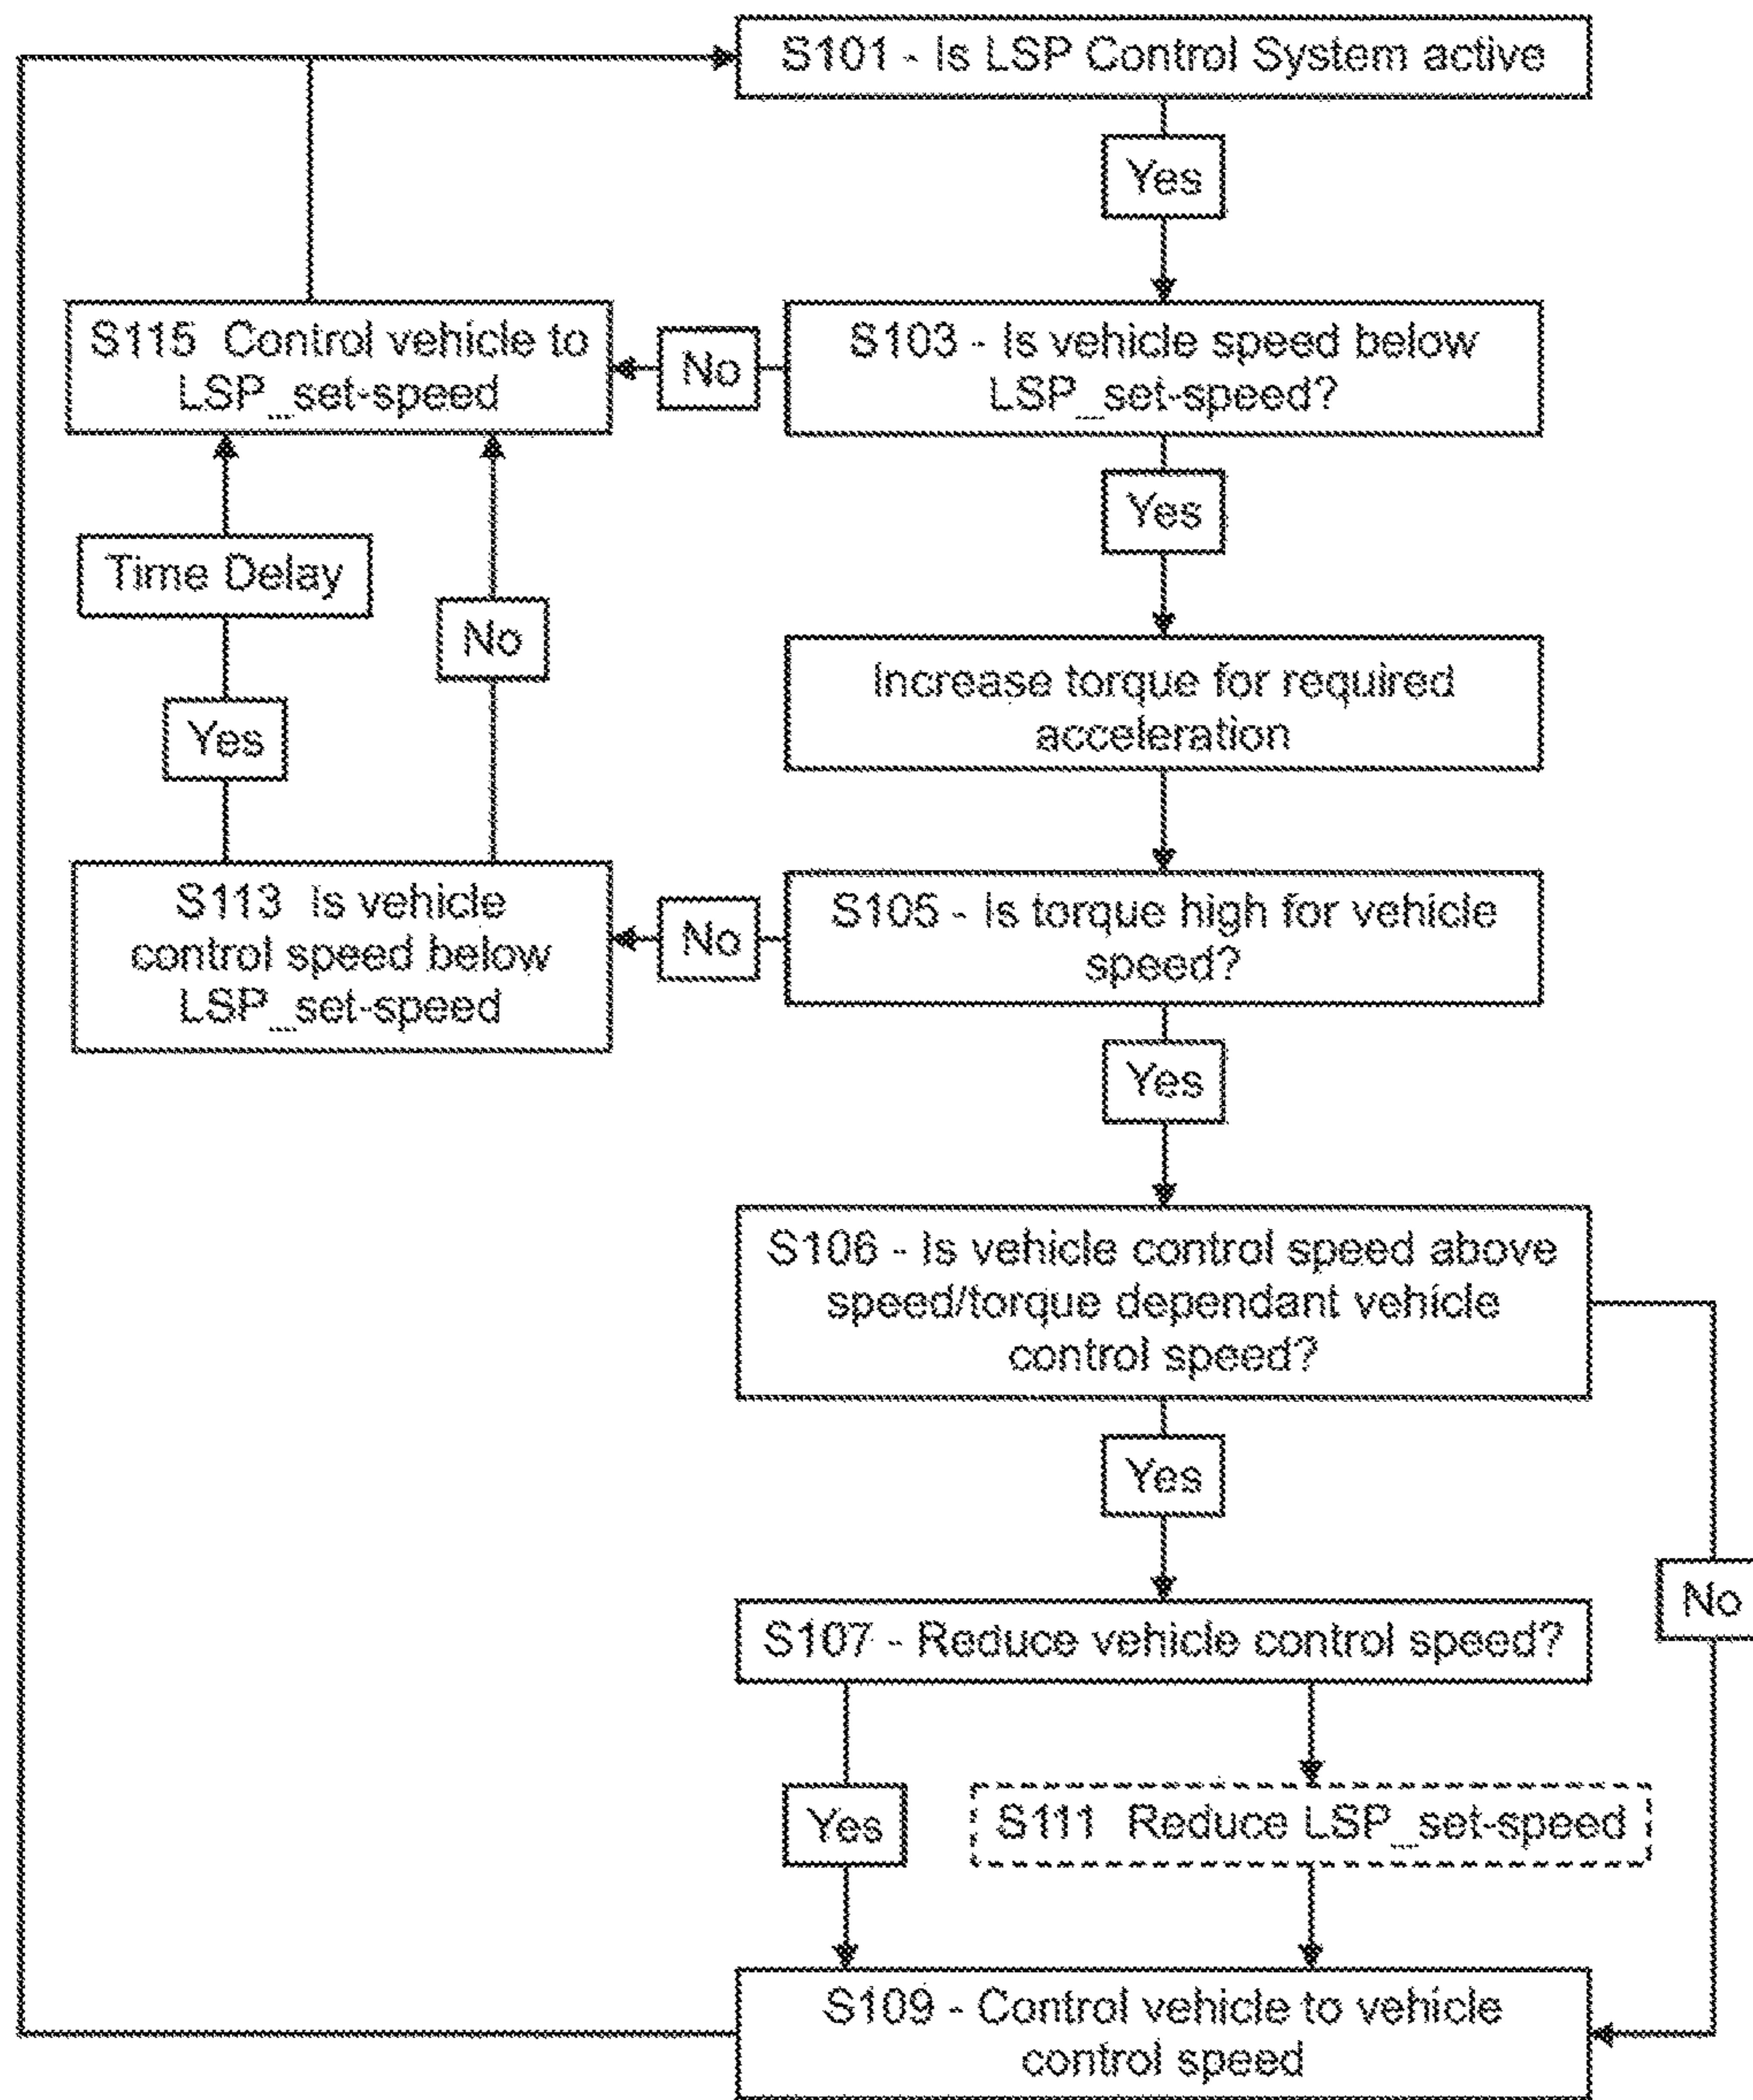 S101 - Is LSP Control System active
Yes
S115 Control vehicle to
LSP_set-speed
No
S103 - Is vehicle speed below
LSP_set-speed?
Yes
Time Delay
No
Increase torque for required
acceleration
Yes
S113 Is vehicle
control speed below
LSP_set-speed
No
S105 - Is torque high for vehicle
speed?
Yes
S106 - Is vehicle control speed above
speed/torque dependant vehicle
control speed?
Yes
No
S107 - Reduce vehicle control speed?
Yes
S111 Reduce LSP_set-speed
S109 - Control vehicle to vehicle
control speed